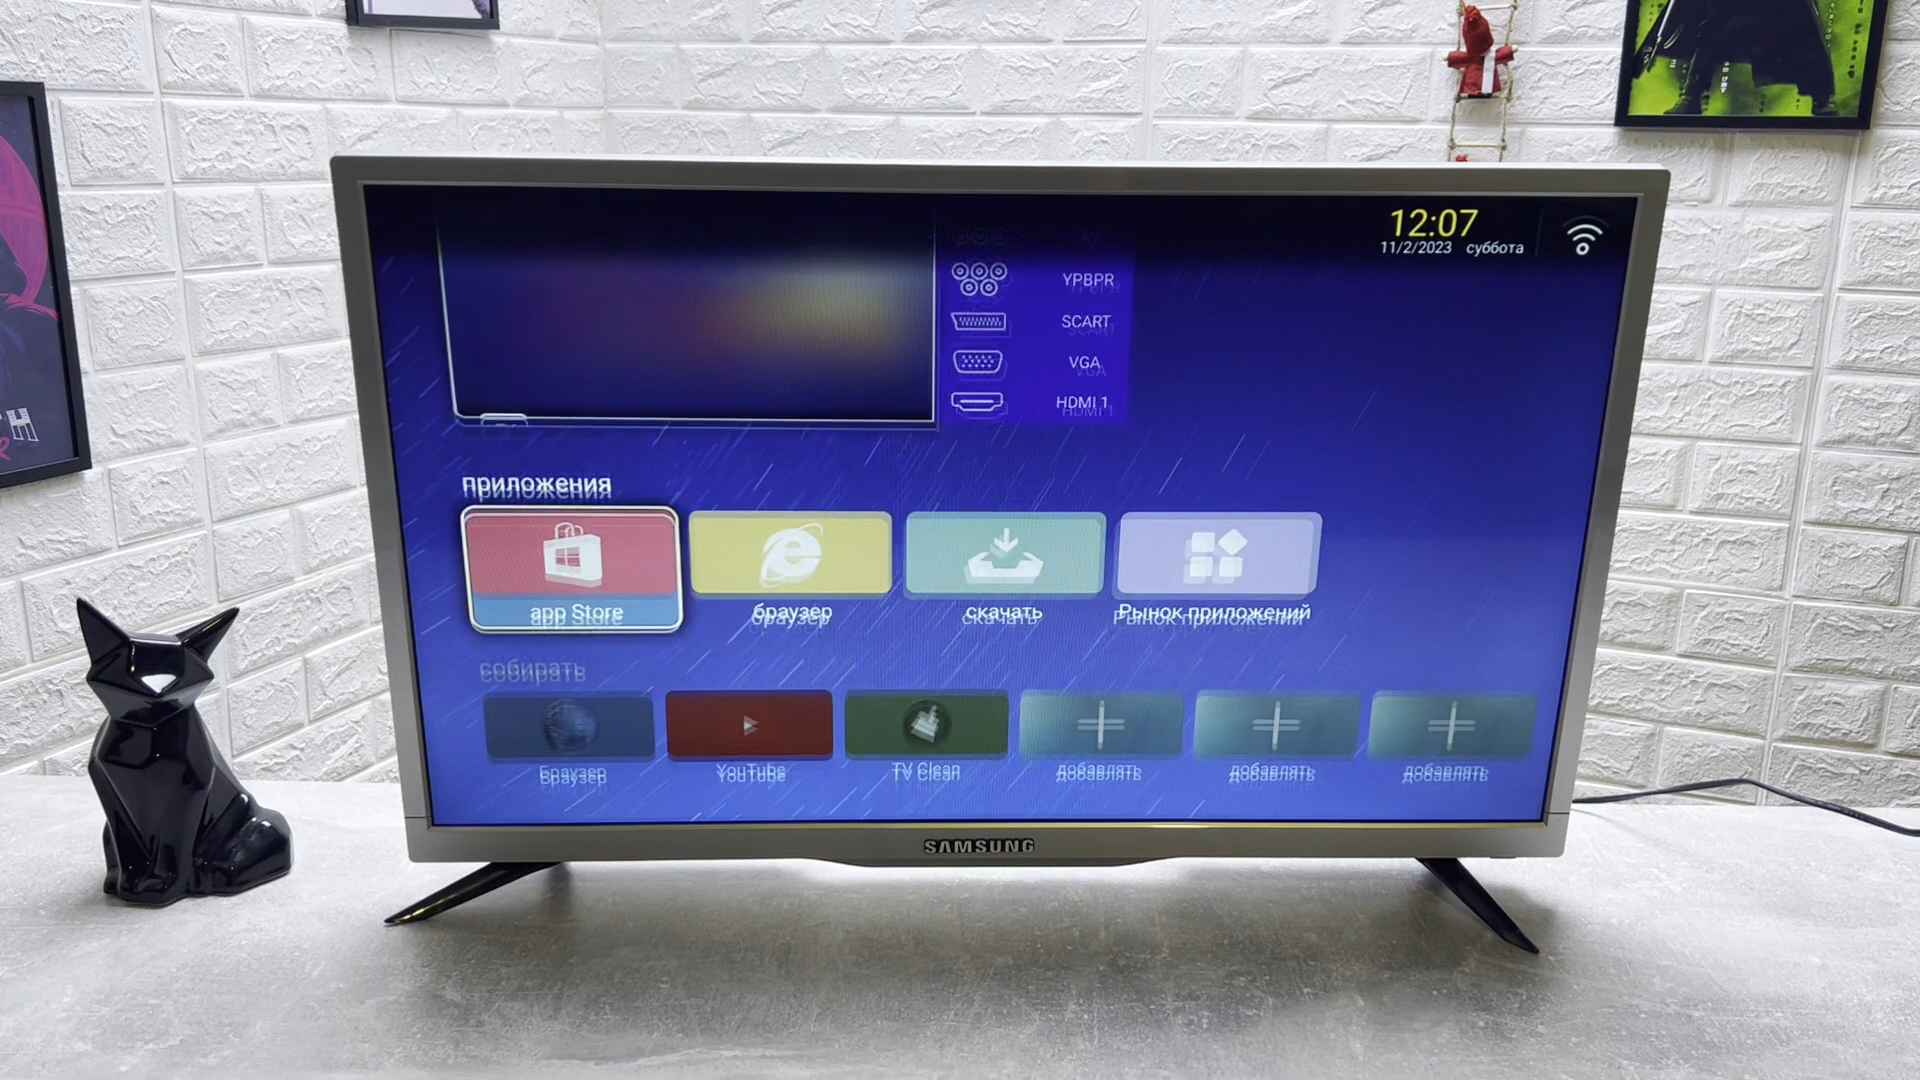 12:07
11/2/2023 суббота
YPBPR
SCART
VGA
HDMI 1
приложения
app Store
браузер
скачать
Рынок приложений
собирать
Браузер
YouTube
TV Clean
добавлять
добавлять
добавлять
SAMSUNG